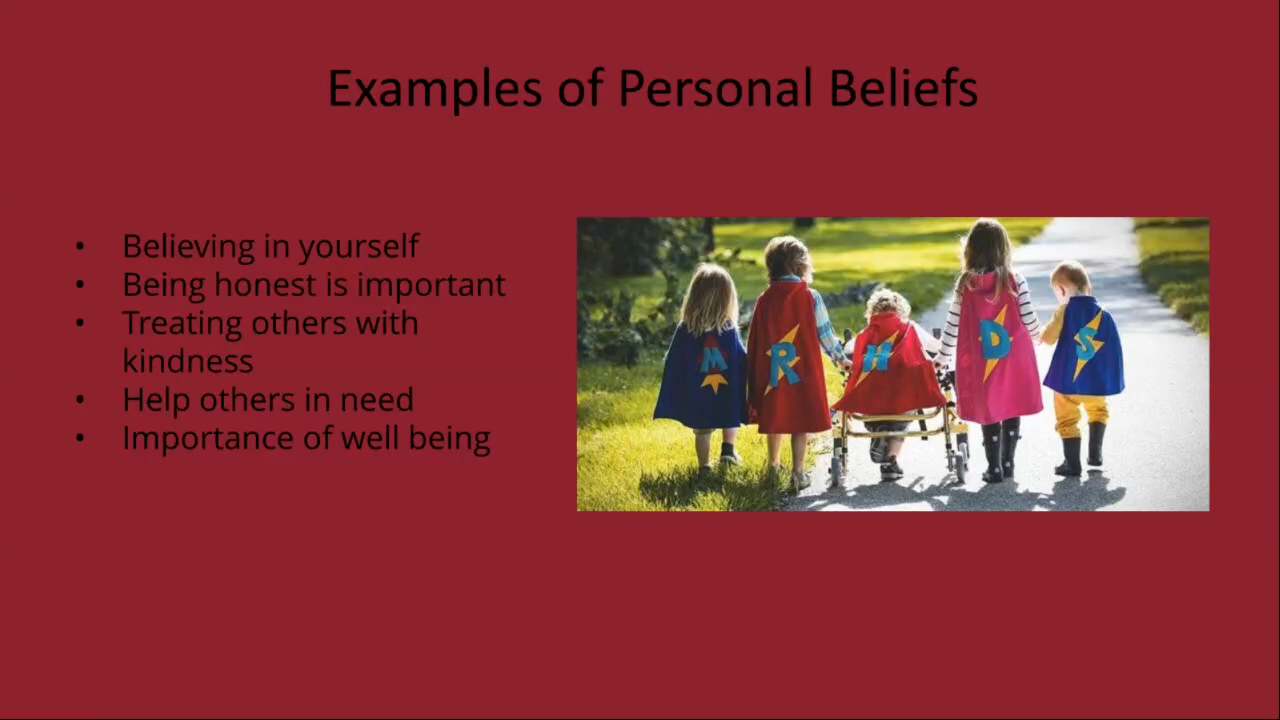 Examples of Personal Beliefs
• Believing in yourself
• Being honest is important
• Treating others with
kindness
• Help others in need
• Importance of well being
M R H D S